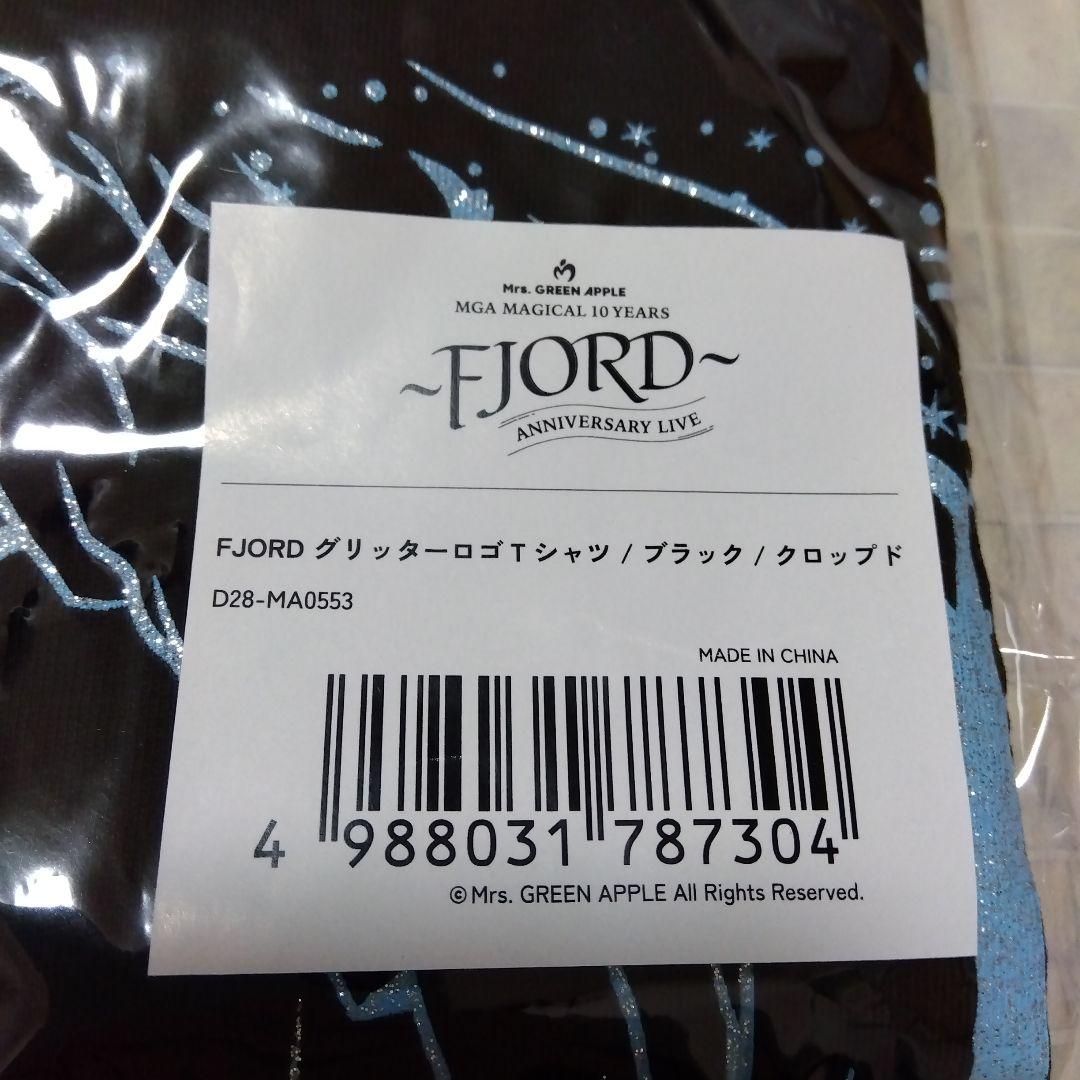 Mrs. GREEN APPLE
MGA MAGICAL 10 YEARS
~FJORD~
ANNIVERSARY LIVE
FJORD グリッターロゴTシャツ / ブラック / クロップド
D28-MA0553
MADE IN CHINA
4 988031 787304
©Mrs. GREEN APPLE All Rights Reserved.